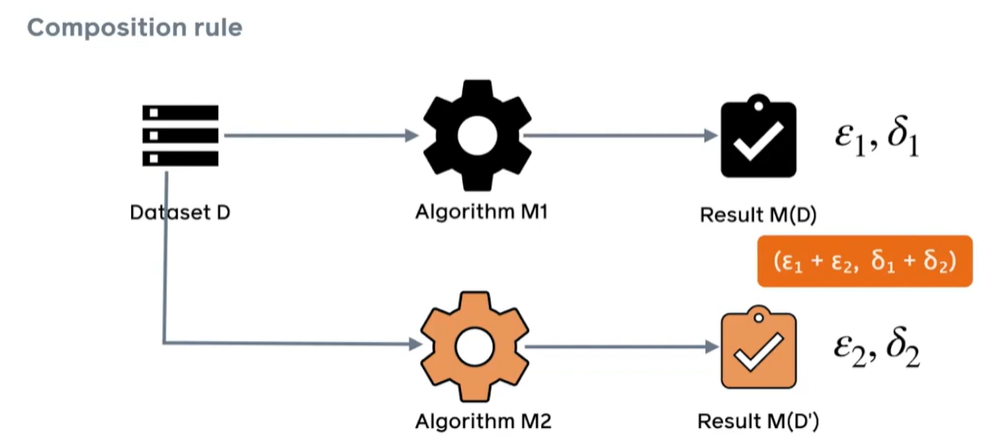 Composition rule
ε₁, δ₁
Dataset D
Algorithm M1
Result M(D)
(ε₁ + ε₂, δ₁ + δ₂)
ε₂, δ₂
Algorithm M2
Result M(D')